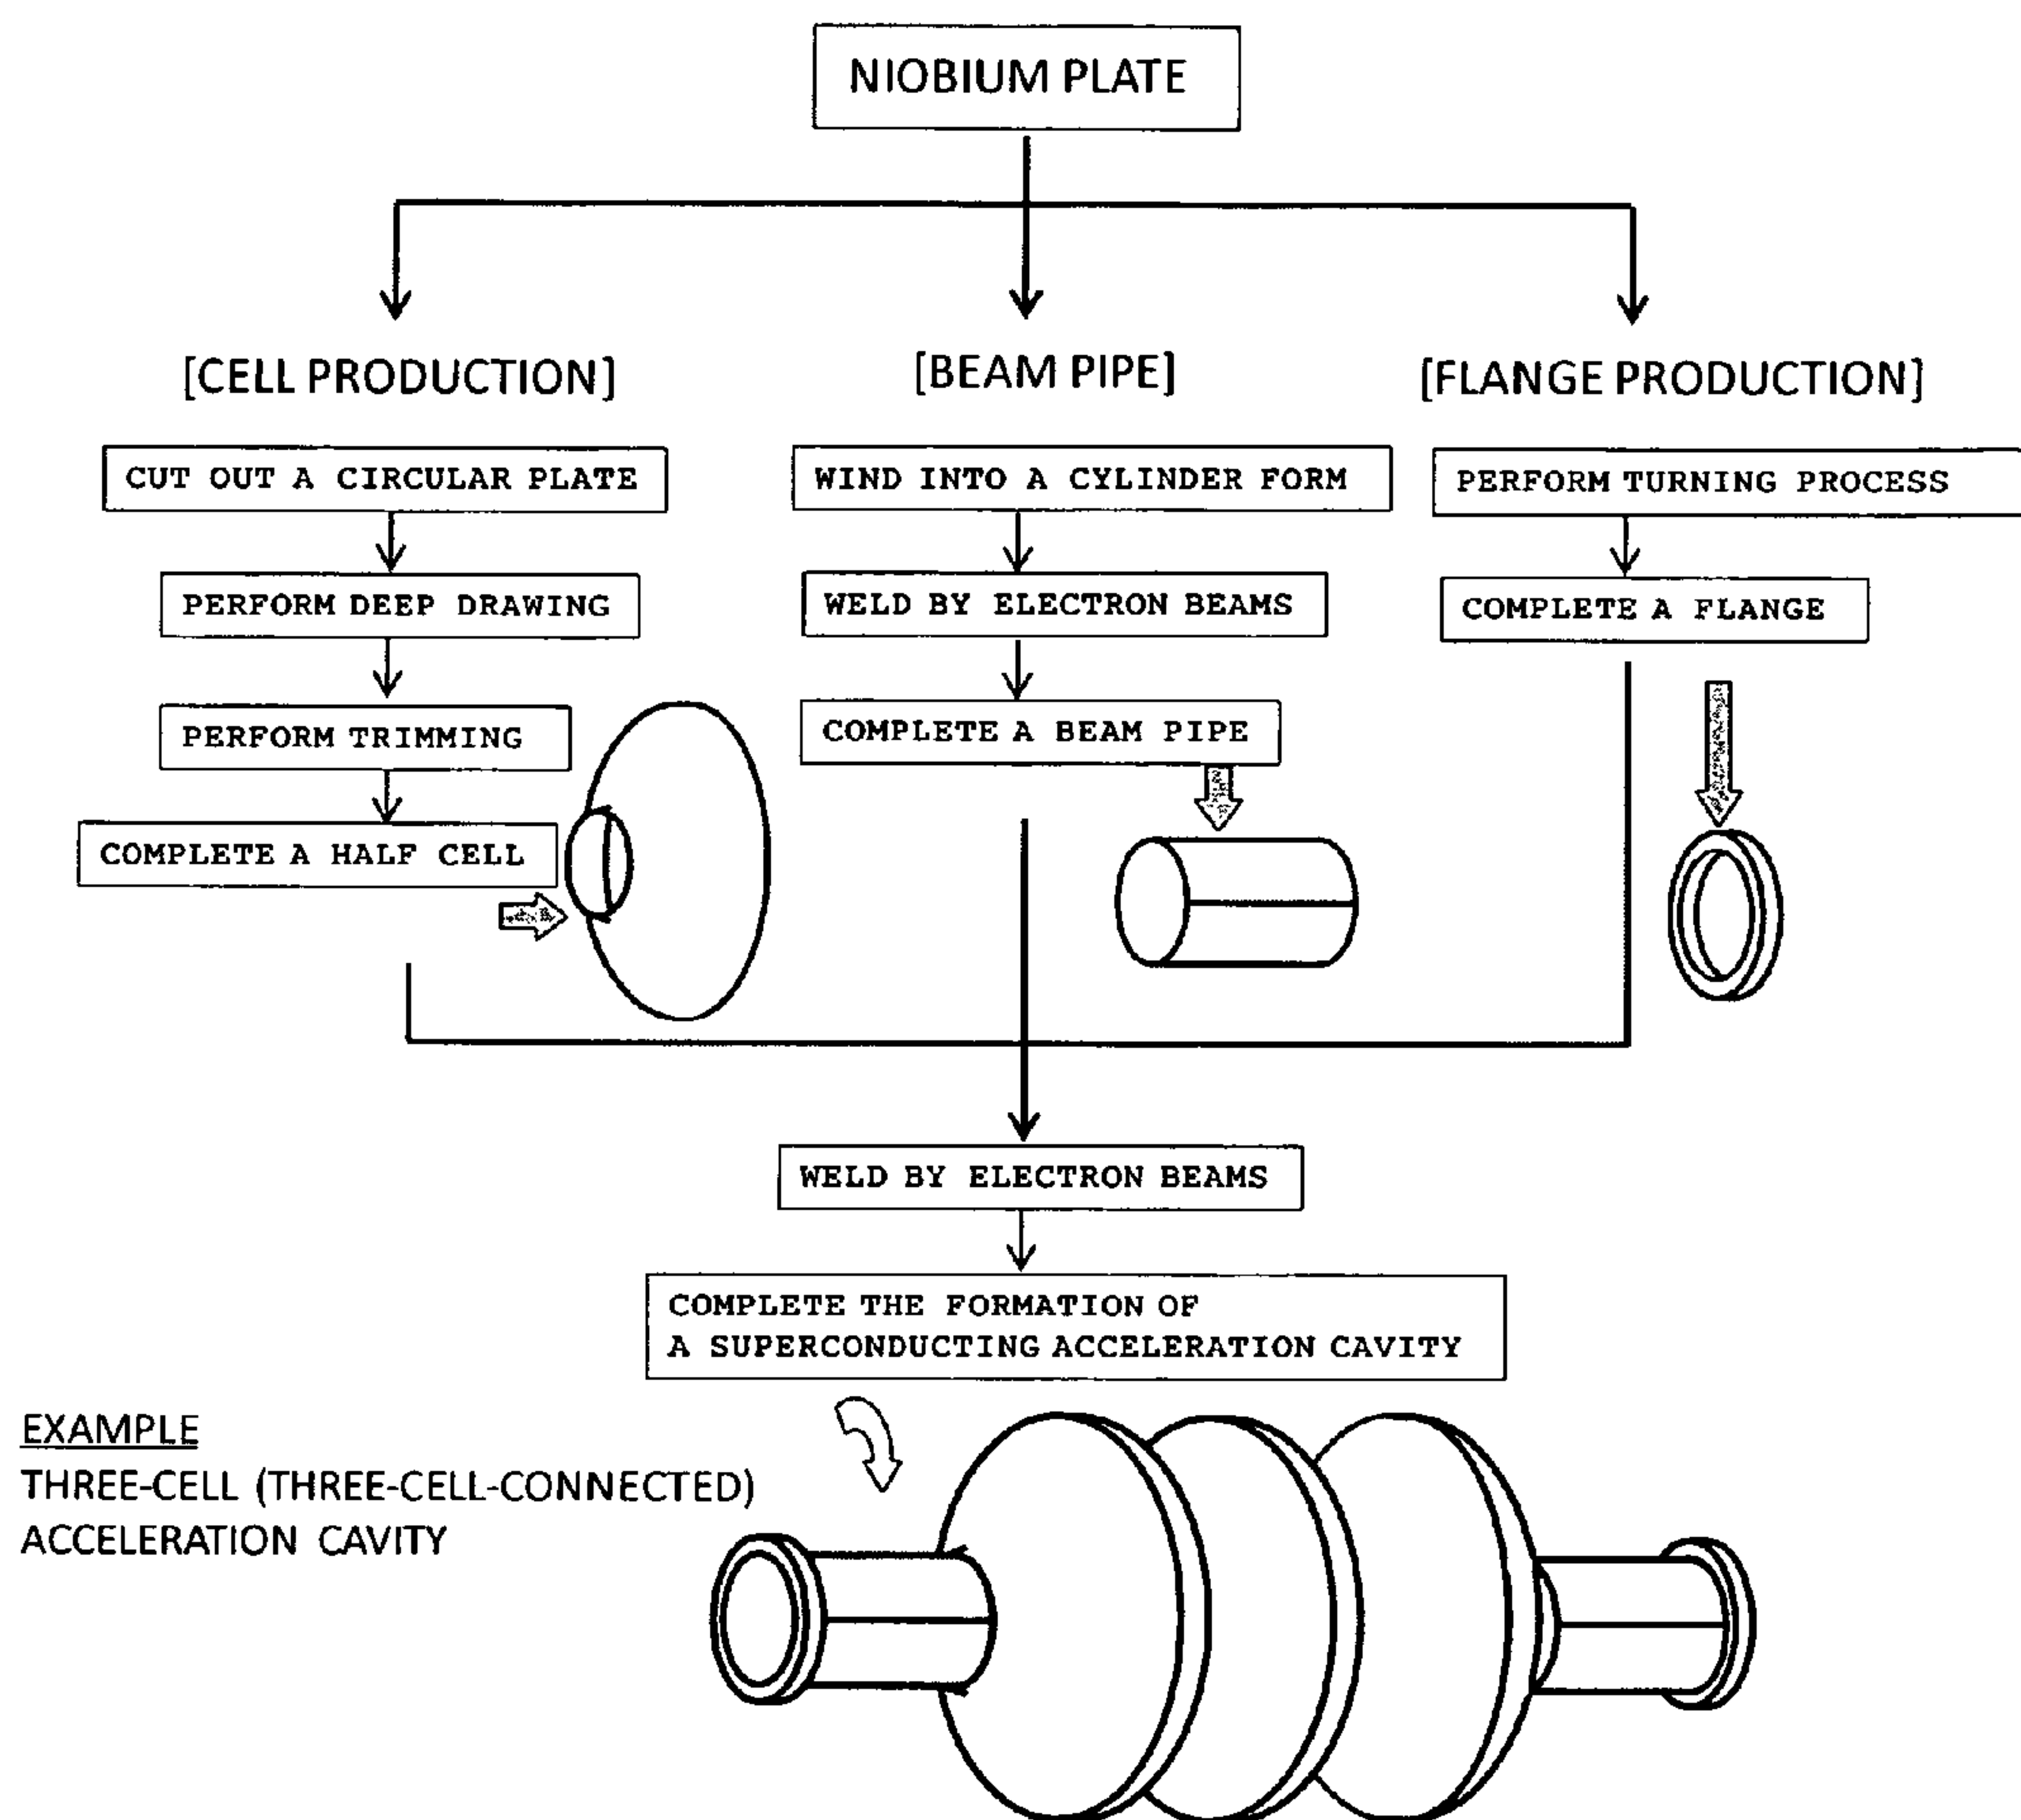 NIOBIUM PLATE
[CELL PRODUCTION]
CUT OUT A CIRCULAR PLATE
PERFORM DEEP DRAWING
PERFORM TRIMMING
COMPLETE A HALF CELL
[BEAM PIPE]
WIND INTO A CYLINDER FORM
WELD BY ELECTRON BEAMS
COMPLETE A BEAM PIPE
[FLANGE PRODUCTION]
PERFORM TURNING PROCESS
COMPLETE A FLANGE
WELD BY ELECTRON BEAMS
COMPLETE THE FORMATION OF
A SUPERCONDUCTING ACCELERATION CAVITY
EXAMPLE
THREE-CELL (THREE-CELL-CONNECTED)
ACCELERATION CAVITY